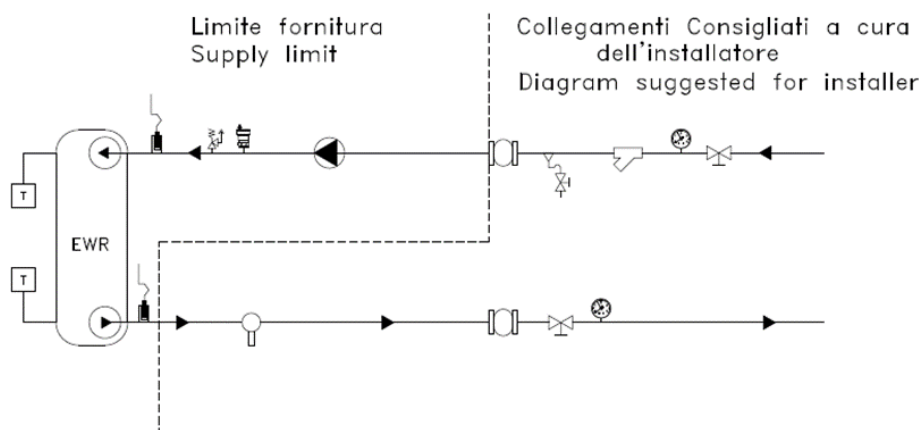 Limite fornitura
Supply limit
Collegamenti Consigliati a cura
dell'installatore
Diagram suggested for installer
T
EWR
T